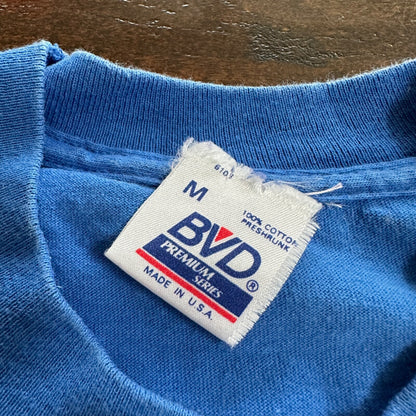 M
100% COTTON
PRESHRUNK
BVD®
PREMIUM
SERIES
MADE IN U.S.A.